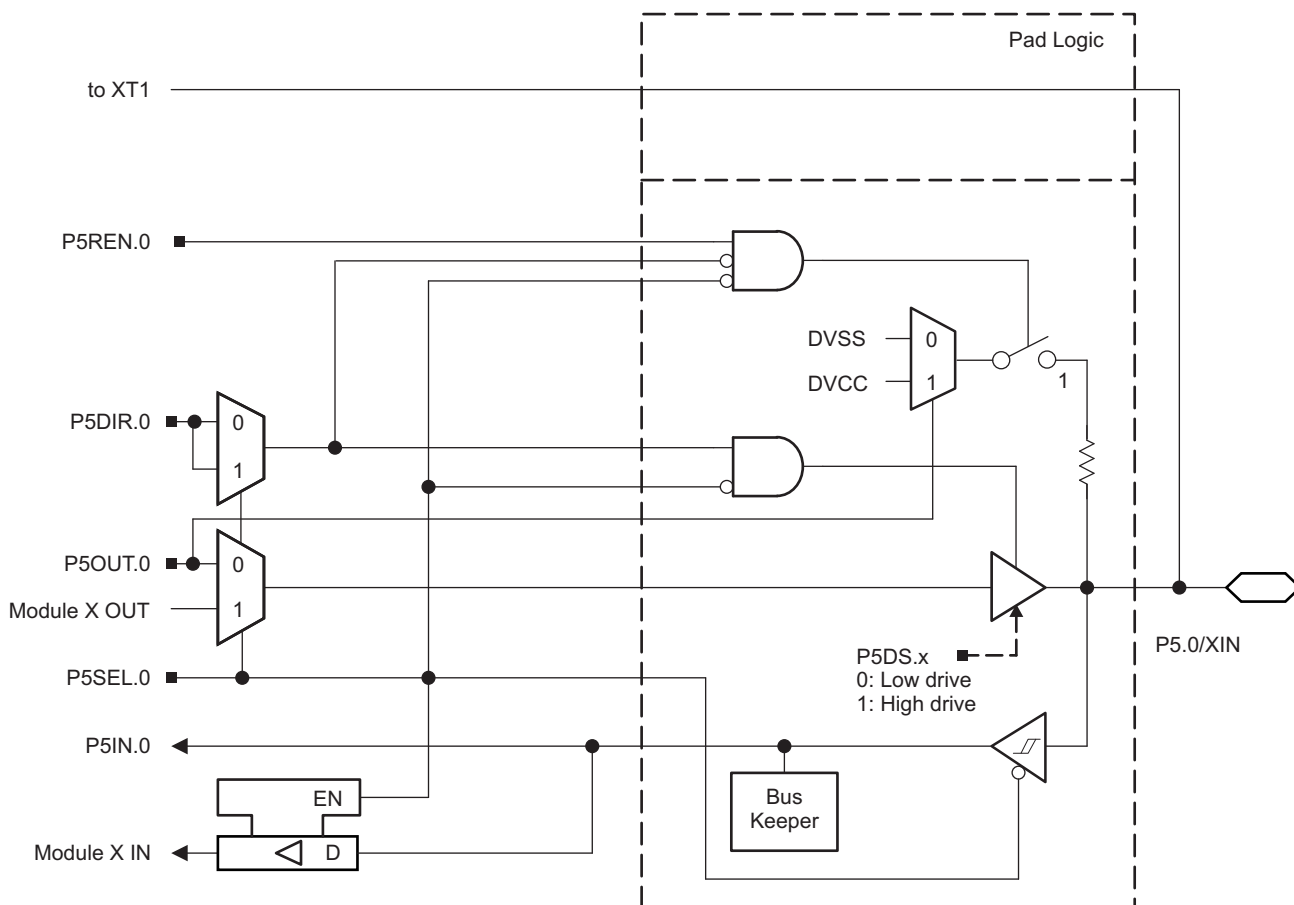 Pad Logic
to XT1
P5REN.0
DVSS
0
DVCC
1
1
P5DIR.0
0
1
P5OUT.0
0
Module X OUT
1
P5SEL.0
P5DS.x
0: Low drive
1: High drive
P5.0/XIN
P5IN.0
EN
Bus
Keeper
Module X IN
D